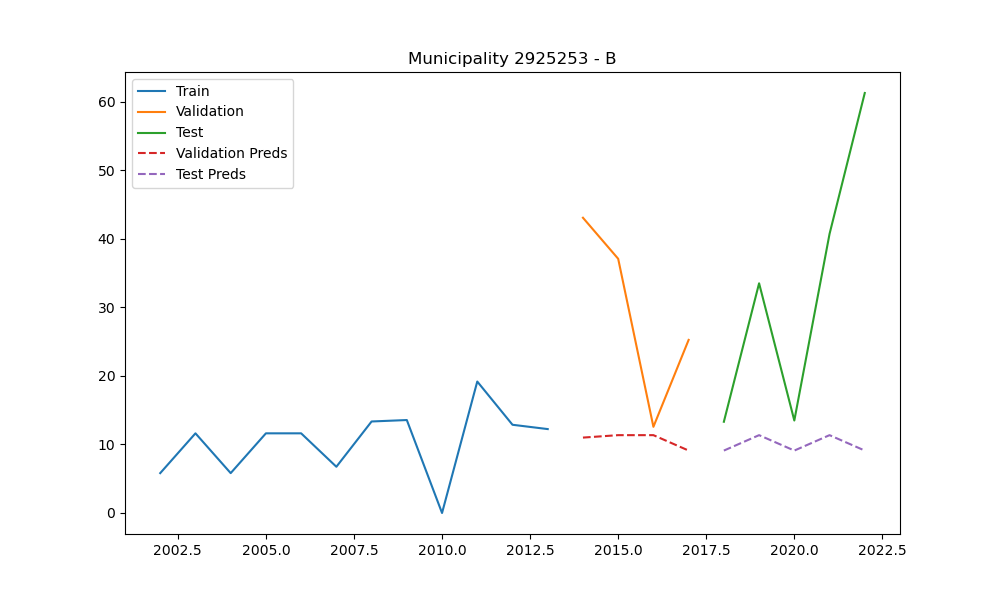 Municipality 2925253 - B
Train
Validation
Test
Validation Preds
Test Preds
60
50
40
30
20
10
0
2002.5 2005.0 2007.5 2010.0 2012.5 2015.0 2017.5 2020.0 2022.5